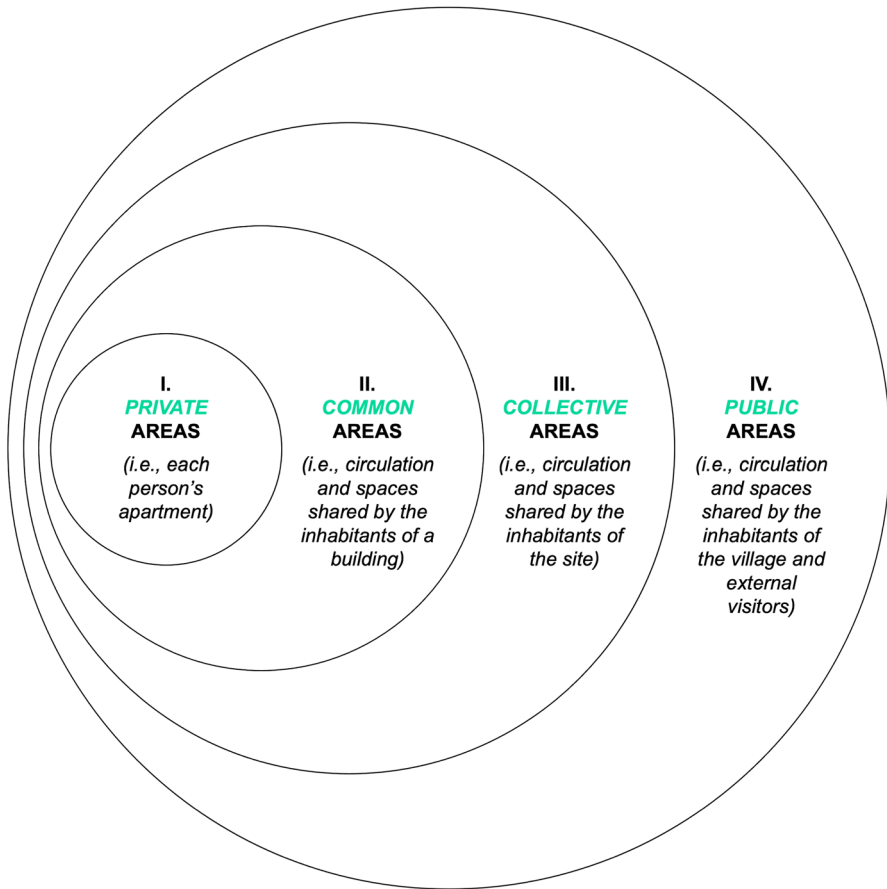 I.
PRIVATE
AREAS
(i.e., each
person's
apartment)
II.
COMMON
AREAS
(i.e., circulation
and spaces
shared by the
inhabitants of a
building)
III.
COLLECTIVE
AREAS
(i.e., circulation
and spaces
shared by the
inhabitants of
the site)
IV.
PUBLIC
AREAS
(i.e., circulation
and spaces
shared by the
inhabitants of
the village and
external
visitors)